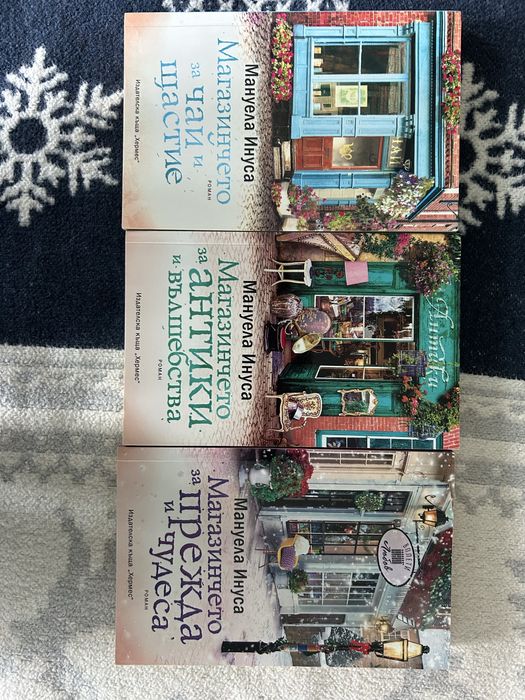 Мануела Инуса
Магазинчето
за
чай и
щастие
РОМАН
Издателска къща „Хермес“
Антики
Мануела Инуса
Магазинчето
за
антики
и вълшебства
РОМАН
Издателска къща „Хермес“
Мануела Инуса
Магазинчето
за
прежда
и чудеса
РОМАН
Издателска къща „Хермес“